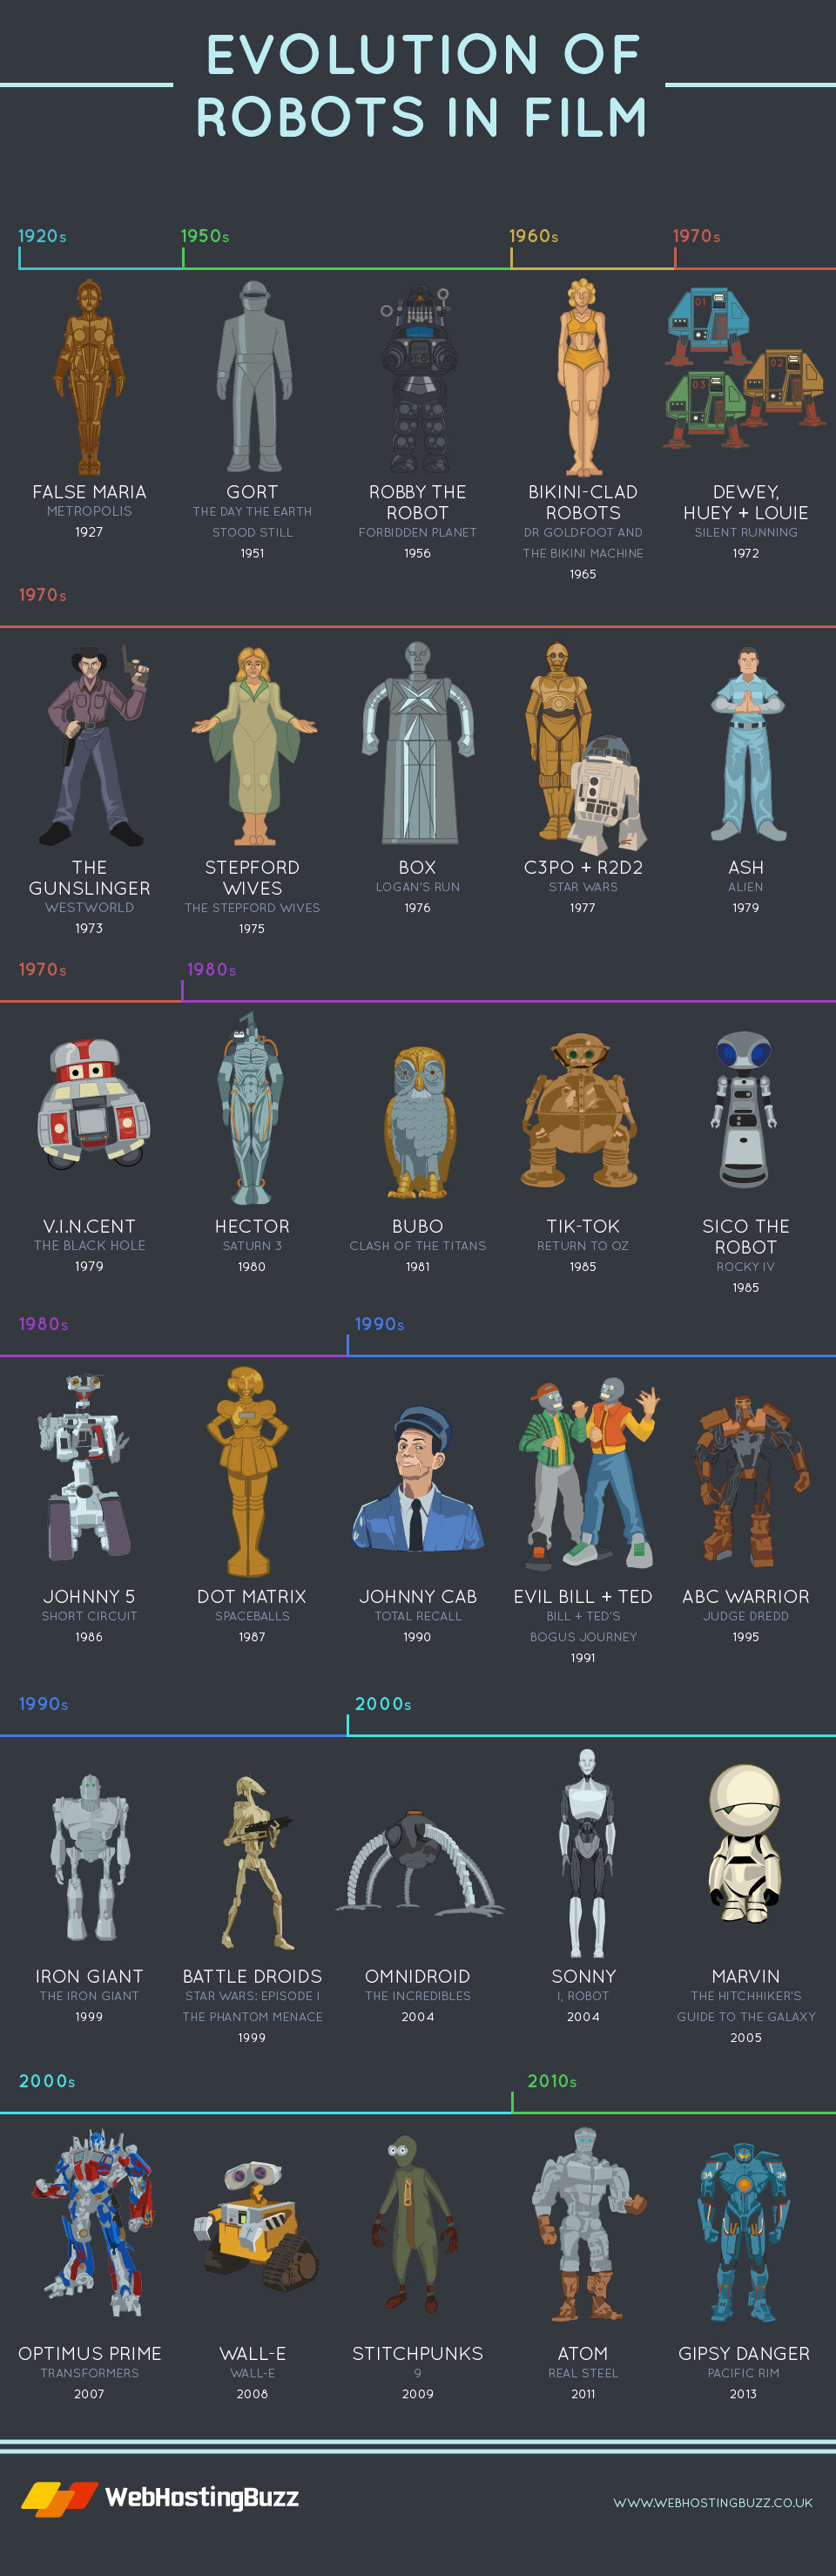 EVOLUTION OF
ROBOTS IN FILM
1920s
1950s
1960s
1970s
01
02
03
FALSE MARIA
METROPOLIS
1927
GORT
THE DAY THE EARTH
STOOD STILL
1951
ROBBY THE
ROBOT
FORBIDDEN PLANET
1956
BIKINI-CLAD
ROBOTS
DR GOLDFOOT AND
THE BIKINI MACHINE
1965
DEWEY,
HUEY + LOUIE
SILENT RUNNING
1972
1970s
THE
GUNSLINGER
WESTWORLD
1973
STEPFORD
WIVES
THE STEPFORD WIVES
1975
BOX
LOGAN'S RUN
1976
C3PO + R2D2
STAR WARS
1977
ASH
ALIEN
1979
1970s
1980s
V.I.N.CENT
THE BLACK HOLE
1979
HECTOR
SATURN 3
1980
BUBO
CLASH OF THE TITANS
1981
TIK-TOK
RETURN TO OZ
1985
SICO THE
ROBOT
ROCKY IV
1985
1980s
1990s
JOHNNY 5
SHORT CIRCUIT
1986
DOT MATRIX
SPACEBALLS
1987
JOHNNY CAB
TOTAL RECALL
1990
EVIL BILL + TED
BILL + TED'S
BOGUS JOURNEY
1991
ABC WARRIOR
JUDGE DREDD
1995
1990s
2000s
IRON GIANT
THE IRON GIANT
1999
BATTLE DROIDS
STAR WARS: EPISODE I
THE PHANTOM MENACE
1999
OMNIDROID
THE INCREDIBLES
2004
SONNY
I, ROBOT
2004
MARVIN
THE HITCHHIKER'S
GUIDE TO THE GALAXY
2005
2000s
2010s
34
34
OPTIMUS PRIME
TRANSFORMERS
2007
WALL-E
WALL-E
2008
STITCHPUNKS
9
2009
ATOM
REAL STEEL
2011
GIPSY DANGER
PACIFIC RIM
2013
WebHostingBuzz
WWW.WEBHOSTINGBUZZ.CO.UK